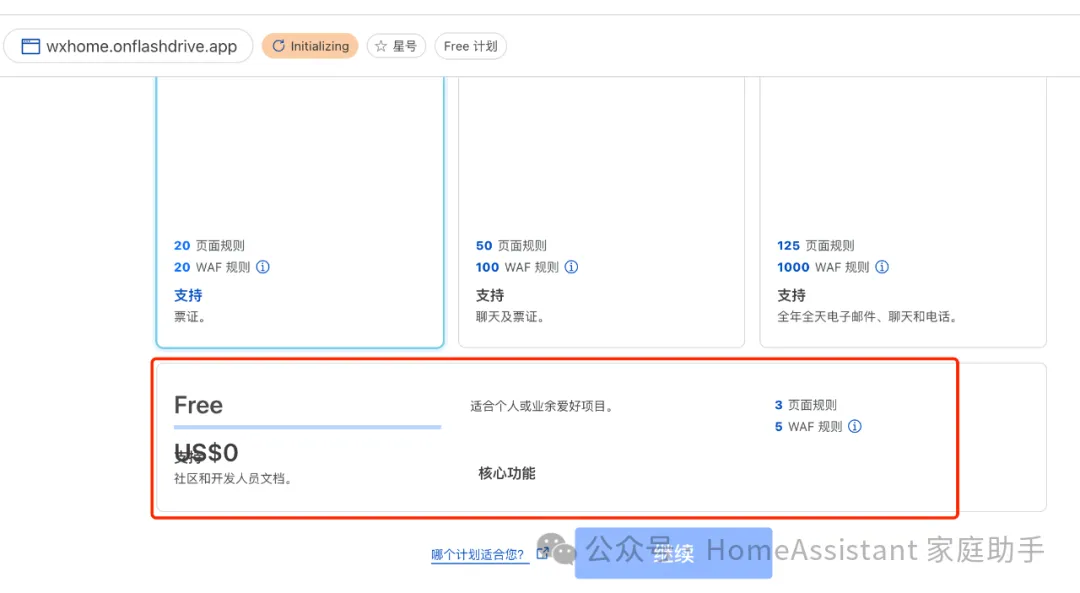 wxhome.onflashdrive.app Initializing ☆ 星号 Free 计划
20 页面规则
20 WAF 规则
支持
票证。
50 页面规则
100 WAF 规则
支持
聊天及票证。
125 页面规则
1000 WAF 规则
支持
全年全天电子邮件、聊天和电话。
Free
US$0
支持
社区和开发人员文档。
适合个人或业余爱好项目。
核心功能
3 页面规则
5 WAF 规则
哪个计划适合您?
继续
公众号 HomeAssistant 家庭助手